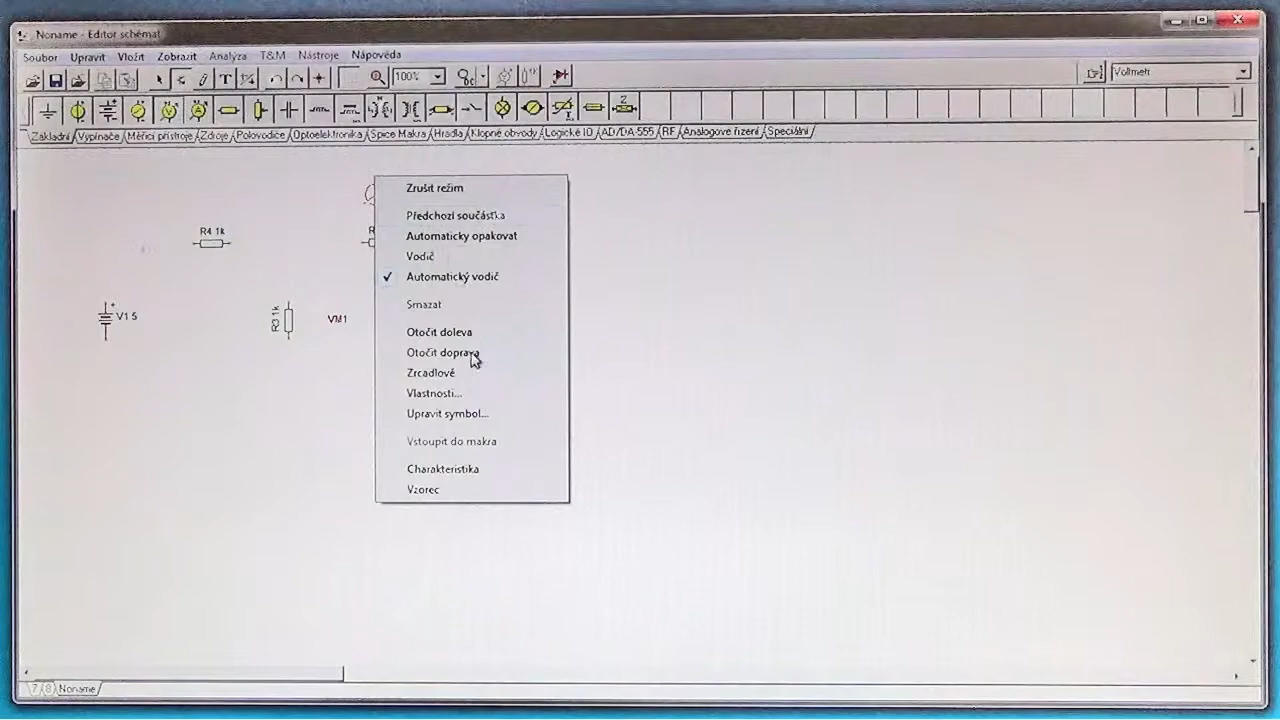 Noname - Editor schémat
Soubor Upravit Vložit Zobrazit Analýza T&M Nástroje Nápověda
T 100% Voltmetr
Základní Vypínače Měřicí přístroje Zdroje Polovodice Optoelektronika Spice Makra Hradla Klopné obvody Logické IO AD/DA-555 RF Analogové řízení Speciální
Zrušit režim
Předchozí součástka
R4 1k
R
Automaticky opakovat
Vodič
Automatický vodič
Smazat
V1 5
R3 1k
VM1
Otočit doleva
Otočit doprava
Zrcadlové
Vlastnosti...
Upravit symbol...
Vstoupit do makra
Charakteristika
Vzorec
Noname